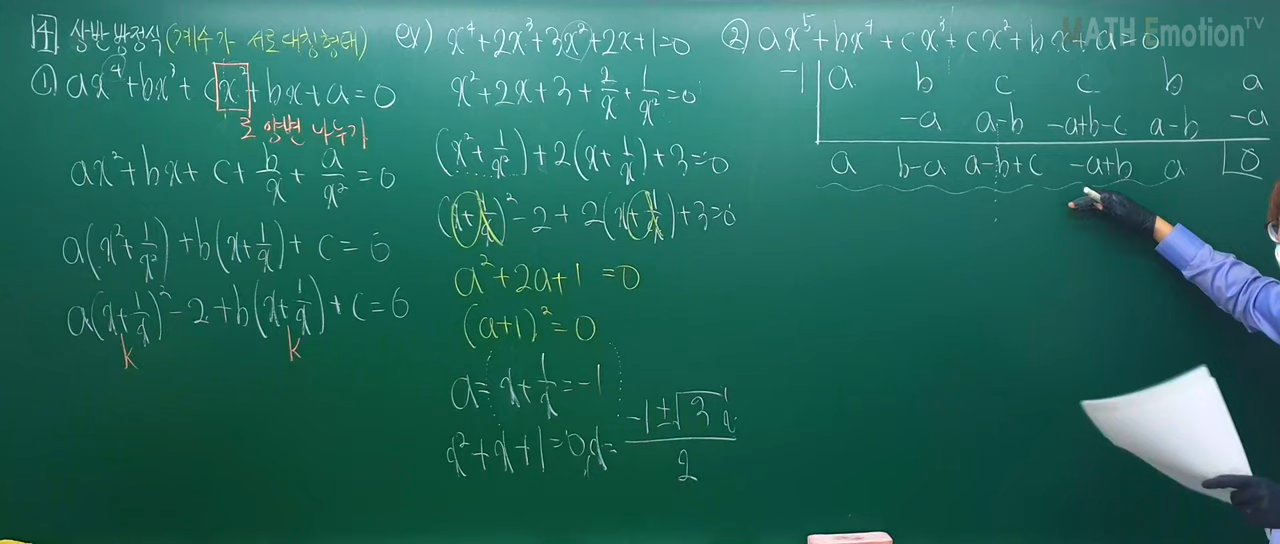 4 상반방정식 (계수가 서로 대칭형태)
① ax⁴+bx³+cx²+bx+a=0
로 양변 나누기
ax²+bx+c+b/x+a/x²=0
a(x²+1/x²)+b(x+1/x)+c=0
a(x+1/x)²-2+b(x+1/x)+c=0
k k
ex) x⁴+2x³+3x²+2x+1=0
x²+2x+3+2/x+1/x²=0
(x²+1/x²)+2(x+1/x)+3=0
(x+1/x)²-2+2(x+1/x)+3=0
a²+2a+1=0
(a+1)²=0
a=x+1/x=-1
x²+x+1=0, x=(-1±√3 i)/2
② ax⁵+bx⁴+cx³+cx²+bx+a=0
-1 a b c c b a
-a a-b -a+b-c a-b -a
a b-a a-b+c -a+b a 0
MATH Emotion TV